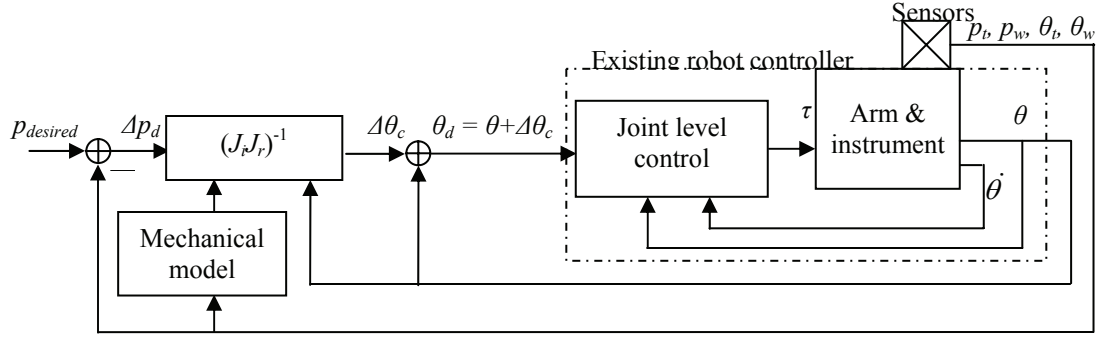 Sensors
p_t, p_w, θ_t, θ_w
Existing robot controller
p_desired
Δp_d
(J_iJ_r)^-1
Δθ_c
θ_d = θ+Δθ_c
Joint level
control
τ
Arm &
instrument
θ
θ̇
—
Mechanical
model